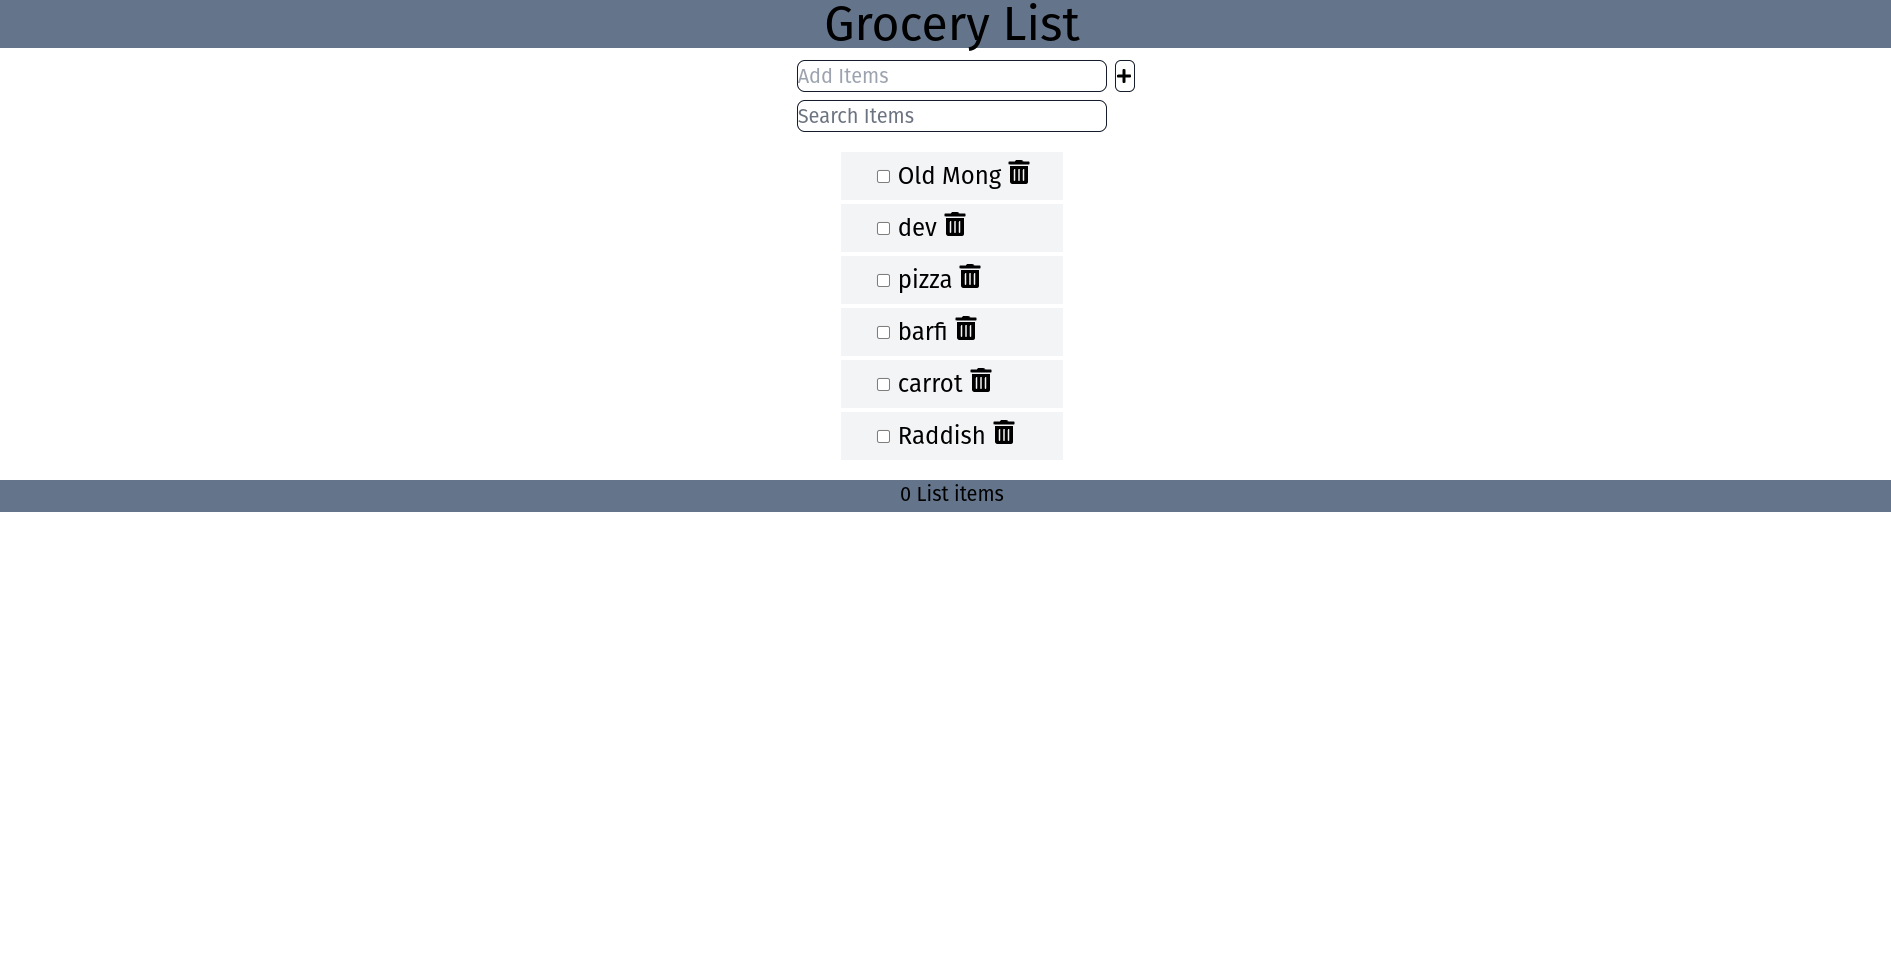 Grocery List
Add Items
Search Items
Old Mong
dev
pizza
barfi
carrot
Raddish
0 List items